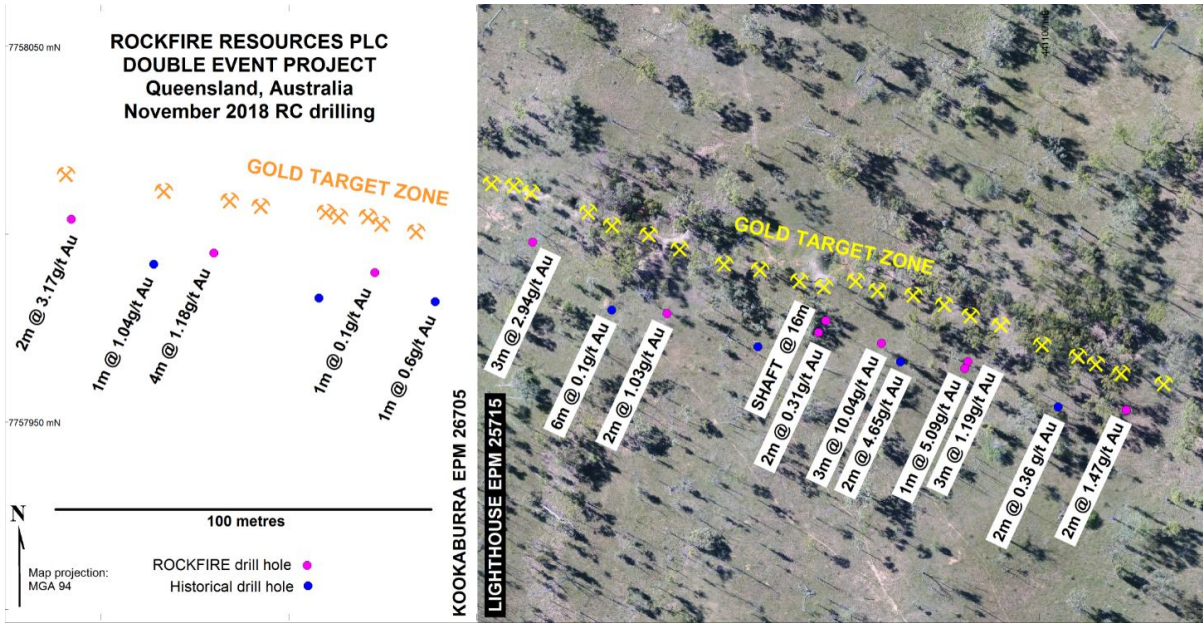 7758050 mN
ROCKFIRE RESOURCES PLC
DOUBLE EVENT PROJECT
Queensland, Australia
November 2018 RC drilling
GOLD TARGET ZONE
2m @ 3.17g/t Au
1m @ 1.04g/t Au
4m @ 1.18g/t Au
1m @ 0.1g/t Au
1m @ 0.6g/t Au
7757950 mN
N
100 metres
Map projection:
MGA 94
ROCKFIRE drill hole
Historical drill hole
KOOKABURRA EPM 26705
LIGHTHOUSE EPM 25715
GOLD TARGET ZONE
3m @ 2.94g/t Au
6m @ 0.1g/t Au
2m @ 1.03g/t Au
SHAFT @ 16m
2m @ 0.31g/t Au
3m @ 10.04g/t Au
2m @ 4.65g/t Au
1m @ 5.09g/t Au
3m @ 1.19g/t Au
2m @ 0.36 g/t Au
2m @ 1.47g/t Au